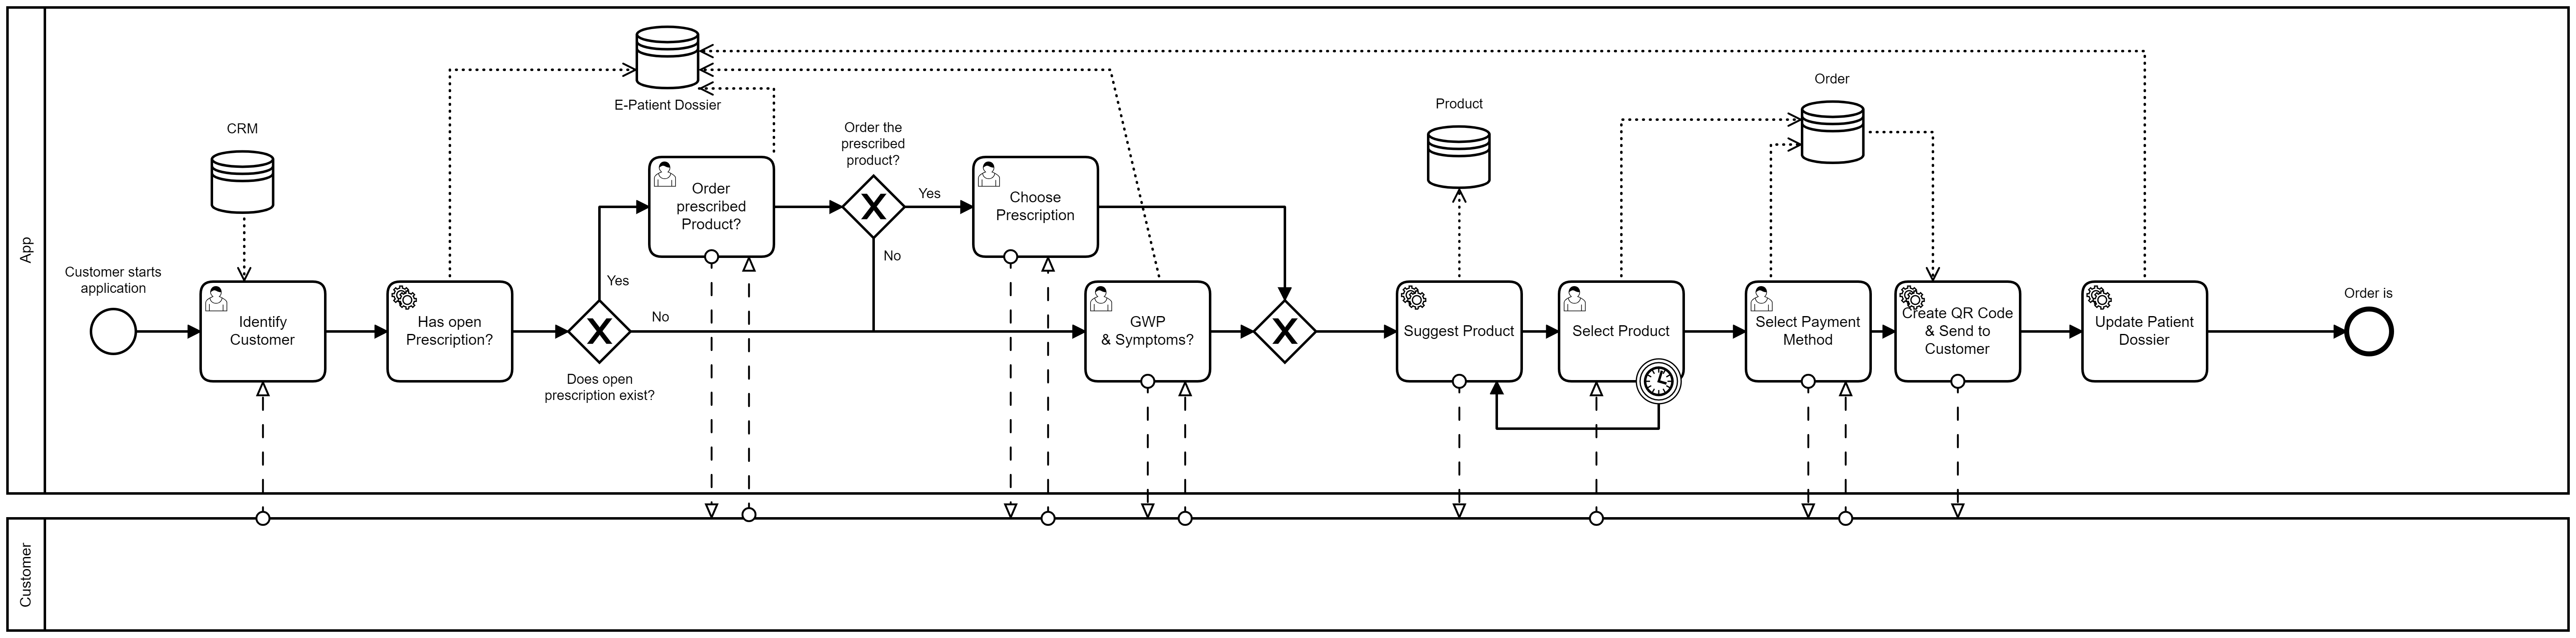 App
Customer starts
application
CRM
Identify
Customer
Has open
Prescription?
E-Patient Dossier
Does open
prescription exist?
Yes
No
Order
prescribed
Product?
Order the
prescribed
product?
Yes
No
Choose
Prescription
GWP
& Symptoms?
Product
Suggest Product
Select Product
Order
Select Payment
Method
Create QR Code
& Send to
Customer
Update Patient
Dossier
Order is
Customer